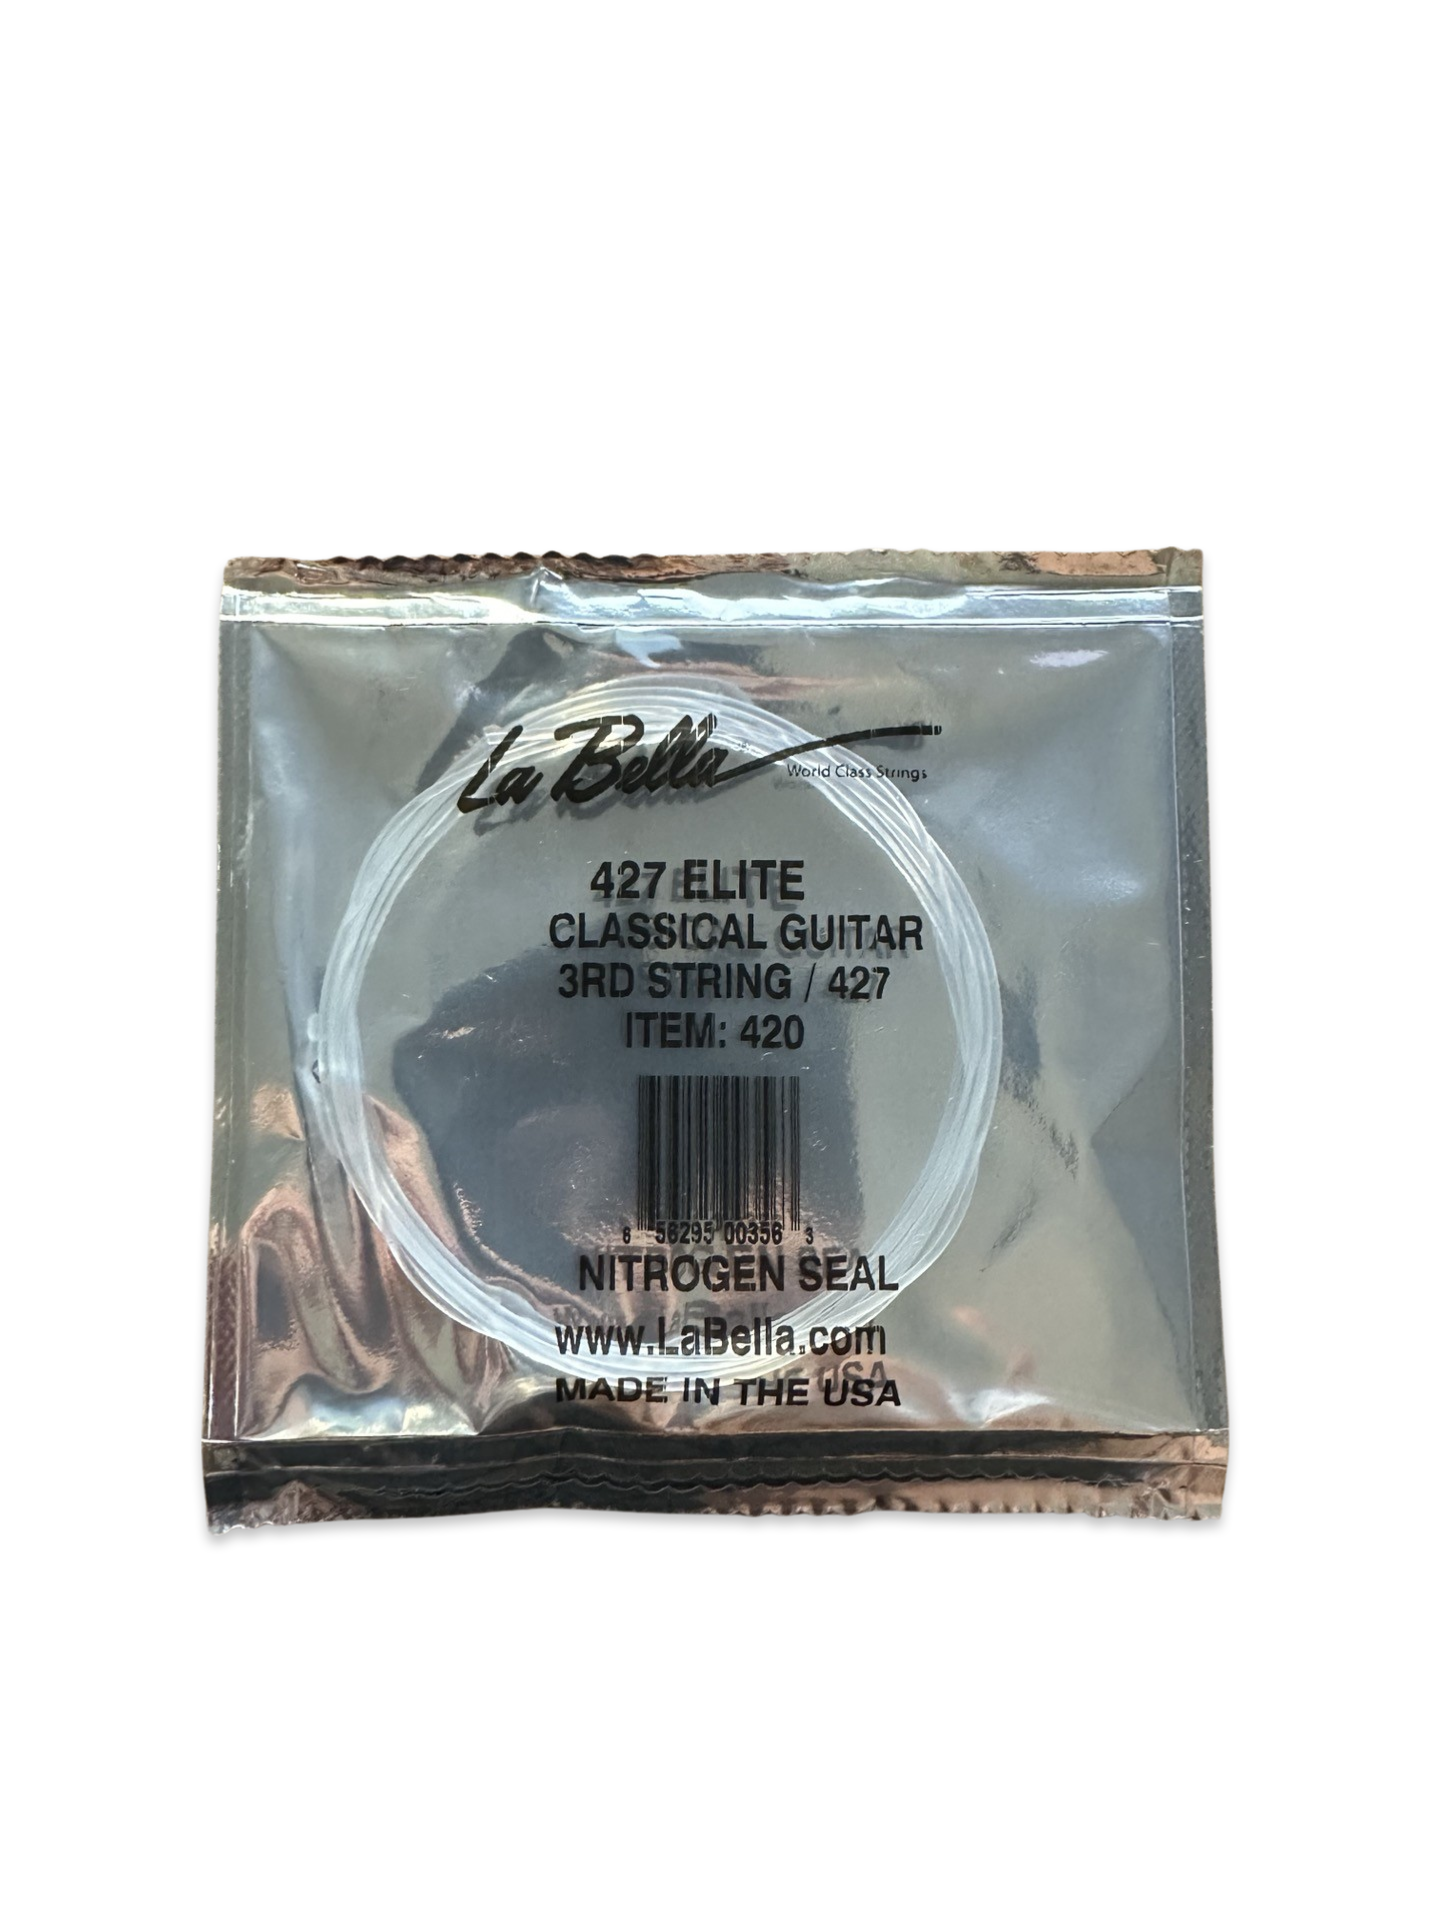 La Bella
World Class Strings
427 ELITE
CLASSICAL GUITAR
3RD STRING / 427
ITEM: 420
8 56295 00356 3
NITROGEN SEAL
www.LaBella.com
MADE IN THE USA